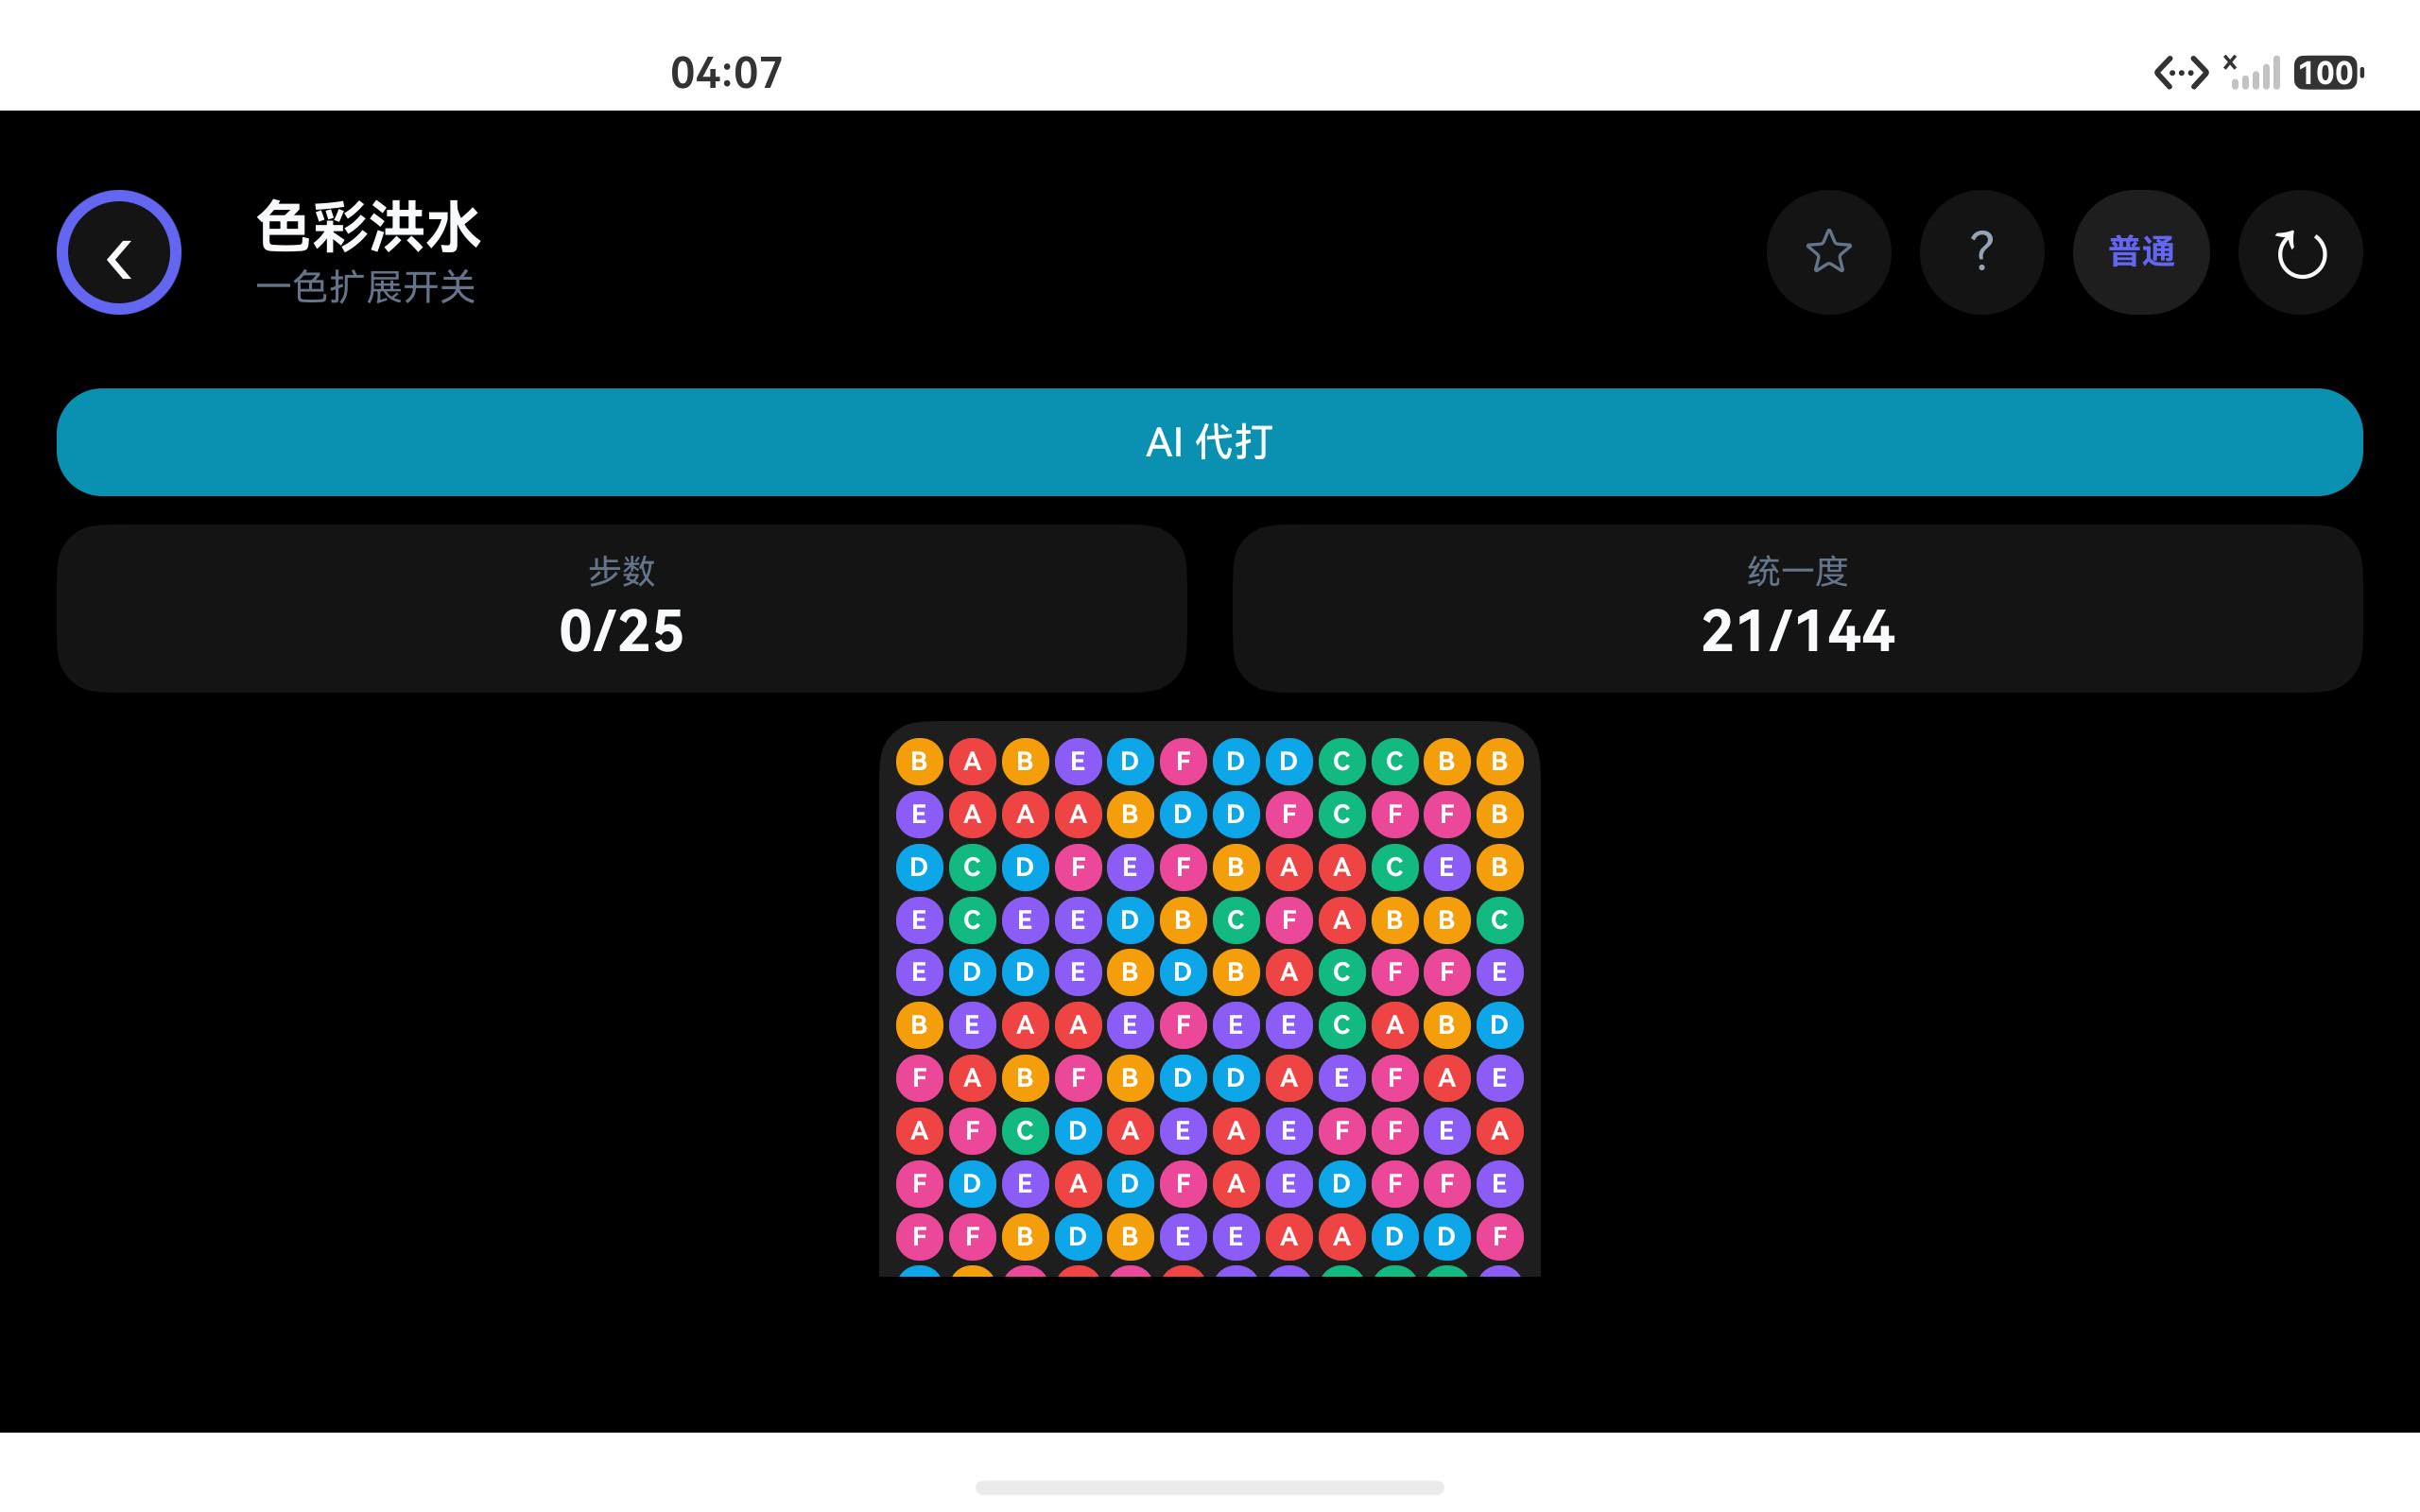 04:07
100
色彩洪水
一色扩展开关
?
普通
AI 代打
步数
0/25
统一度
21/144
B A B E D F D D C C B B
E A A A B D D F C F F B
D C D F E F B A A C E B
E C E E D B C F A B B C
E D D E B D B A C F F E
B E A A E F E E C A B D
F A B F B D D A E F A E
A F C D A E A E F F E A
F D E A D F A E D F F E
F F B D B E E A A D D F